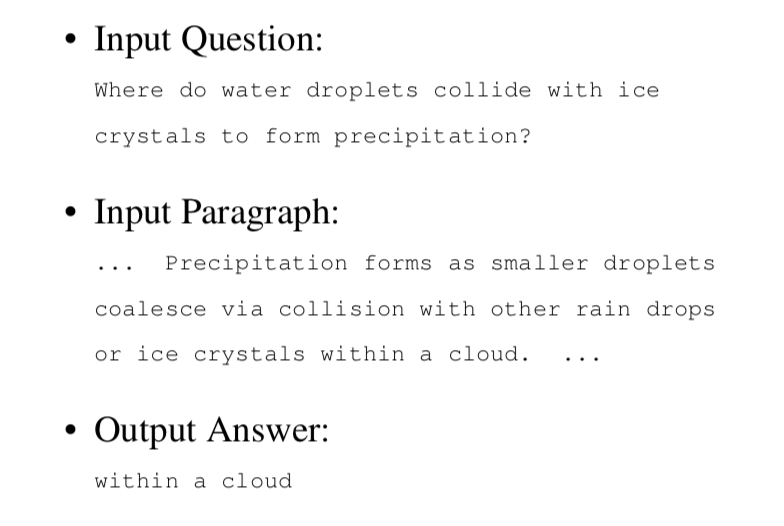 • Input Question:
Where do water droplets collide with ice
crystals to form precipitation?
• Input Paragraph:
... Precipitation forms as smaller droplets
coalesce via collision with other rain drops
or ice crystals within a cloud. ...
• Output Answer:
within a cloud